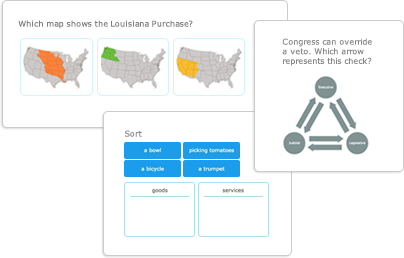 Which map shows the Louisiana Purchase?
Congress can override
a veto. Which arrow
represents this check?
Executive
Judicial
Legislative
Sort
a bowl
picking tomatoes
a bicycle
a trumpet
goods
services